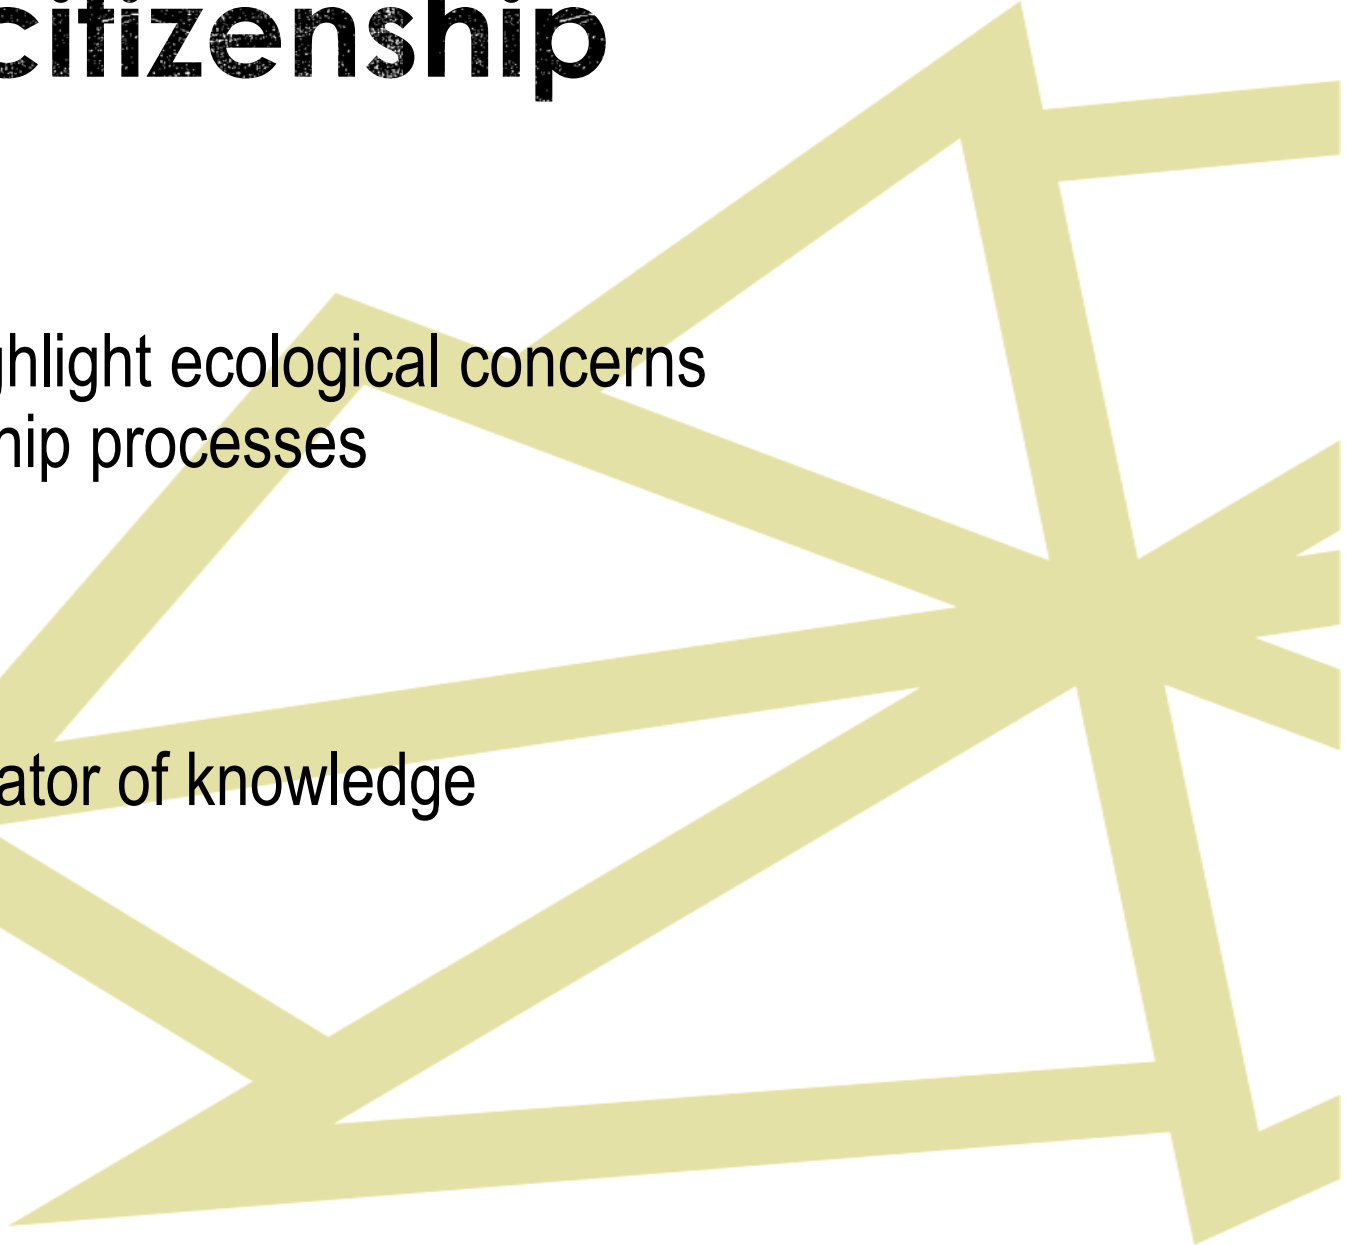 citizenship
ghlight ecological concerns
hip processes
ator of knowledge